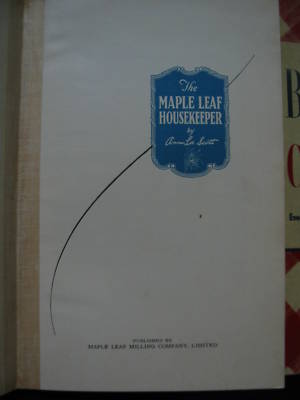 The
MAPLE LEAF
HOUSEKEEPER
by
Anna Lee Scott
PUBLISHED BY
MAPLE LEAF MILLING COMPANY, LIMITED
B
C